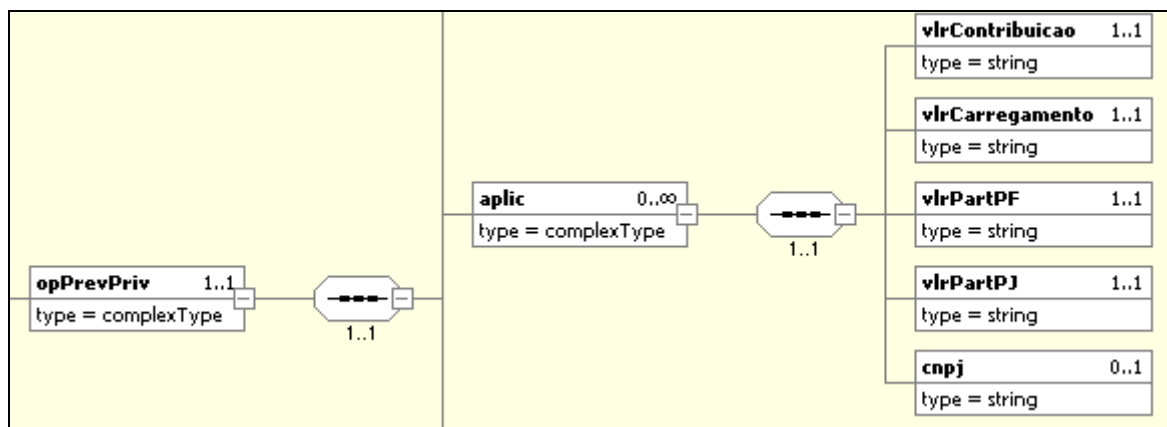 opPrevPriv 1..1
type = complexType
1..1
aplic 0..∞
type = complexType
1..1
vlrContribuicao 1..1
type = string
vlrCarregamento 1..1
type = string
vlrPartPF 1..1
type = string
vlrPartPJ 1..1
type = string
cnpj 0..1
type = string